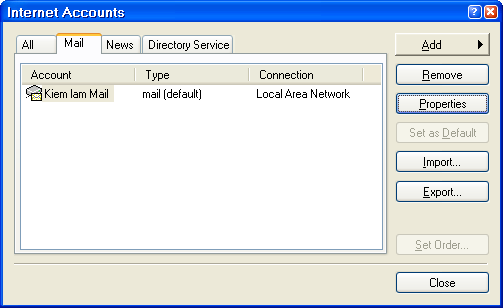 Internet Accounts
All Mail News Directory Service
Add
Account Type Connection
Remove
Kiem lam Mail mail (default) Local Area Network
Properties
Set as Default
Import...
Export...
Set Order...
Close